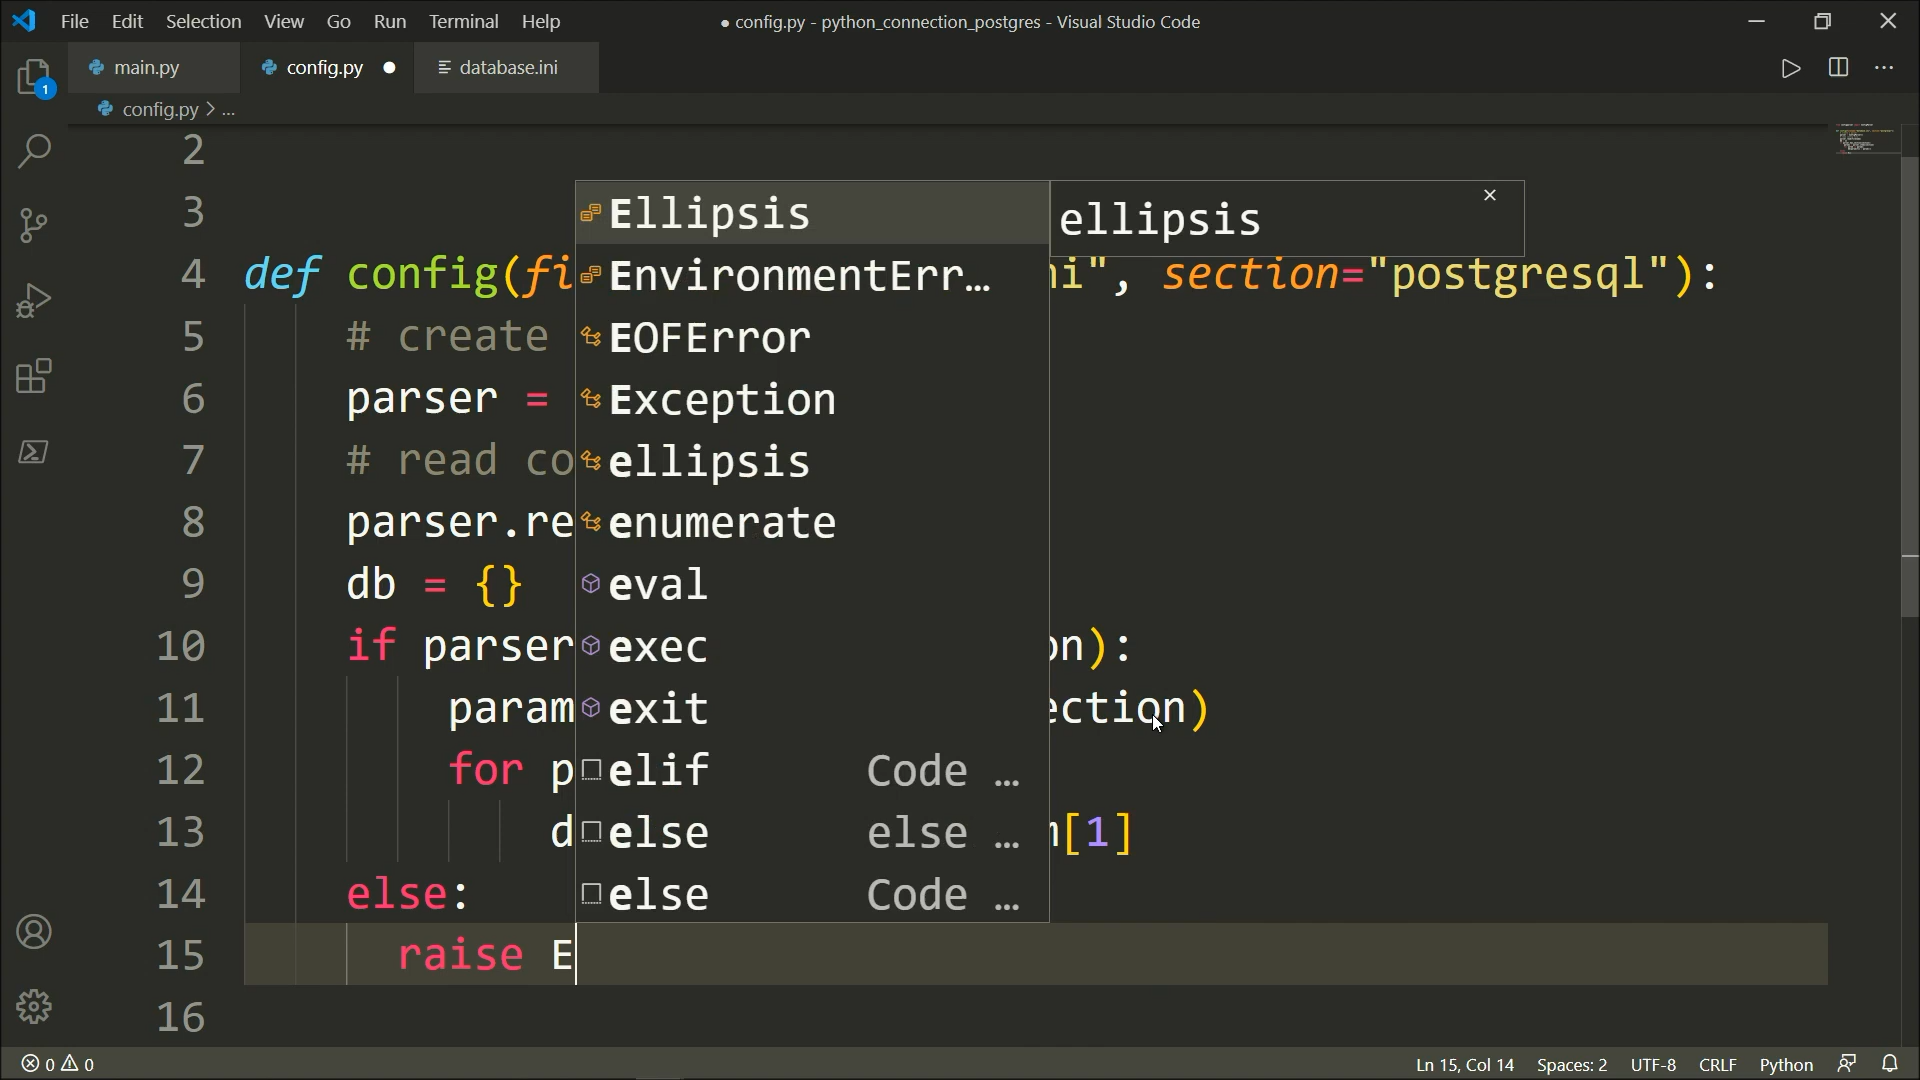 File Edit Selection View Go Run Terminal Help
● config.py - python_connection_postgres - Visual Studio Code
main.py
config.py ●
database.ini
1
config.py > ...
2
3
4 def config(fi ni", section="postgresql"):
5 # create
6 parser =
7 # read co
8 parser.re
9 db = {}
10 if parser on):
11 param ection)
12 for p
13 d m[1]
14 else:
15 raise E
16
Ellipsis
EnvironmentErr...
EOFError
Exception
ellipsis
enumerate
eval
exec
exit
elif Code ...
else else ...
else Code ...
ellipsis
0 0
Ln 15, Col 14 Spaces: 2 UTF-8 CRLF Python